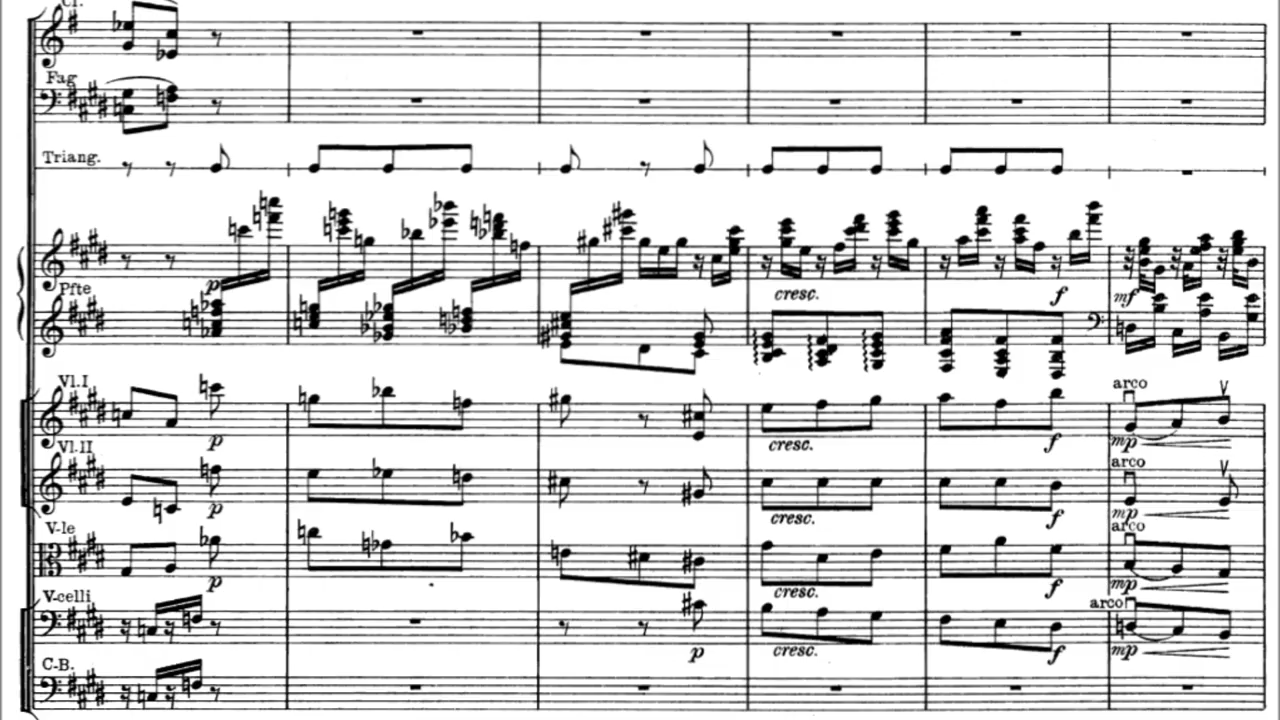 Cl.
Fag
Triang.
p
Pfte
cresc.
f
mf
Vl.I
arco
p
cresc.
f
mp
Vl.II
arco
p
cresc.
f
mp
V-le
arco
p
cresc.
f
mp
V-celli
arco
p
cresc.
f
mp
C-B.